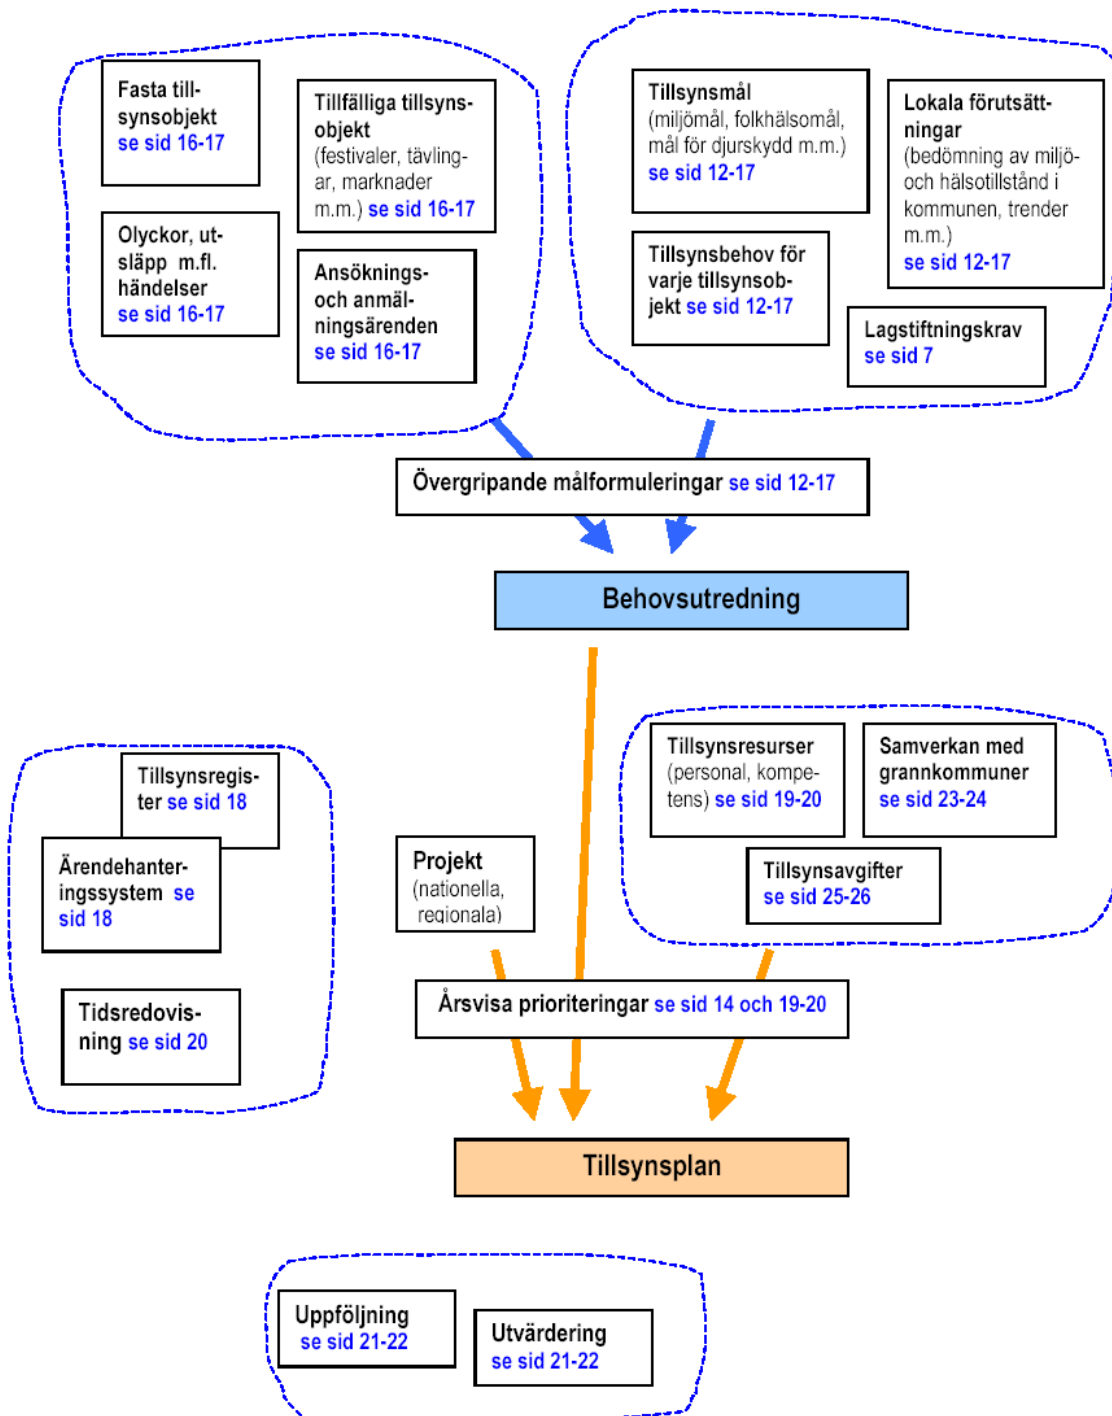 Fasta till-
synsobjekt
se sid 16-17
Tillfälliga tillsyns-
objekt
(festivaler, tävling-
ar, marknader
m.m.) se sid 16-17
Olyckor, ut-
släpp m.fl.
händelser
se sid 16-17
Ansöknings-
och anmäl-
ningsärenden
se sid 16-17
Tillsynsmål
(miljömål, folkhälsomål,
mål för djurskydd m.m.)
se sid 12-17
Lokala förutsätt-
ningar
(bedömning av miljö-
och hälsotillstånd i
kommunen, trender
m.m.)
se sid 12-17
Tillsynsbehov för
varje tillsynsob-
jekt se sid 12-17
Lagstiftningskrav
se sid 7
Övergripande målformuleringar se sid 12-17
Behovsutredning
Tillsynsregis-
ter se sid 18
Ärendehanter-
ingssystem se
sid 18
Tidsredovis-
ning se sid 20
Projekt
(nationella,
regionala)
Tillsynsresurser
(personal, kompe-
tens) se sid 19-20
Samverkan med
grannkommuner
se sid 23-24
Tillsynsavgifter
se sid 25-26
Årsvisa prioriteringar se sid 14 och 19-20
Tillsynsplan
Uppföljning
se sid 21-22
Utvärdering
se sid 21-22